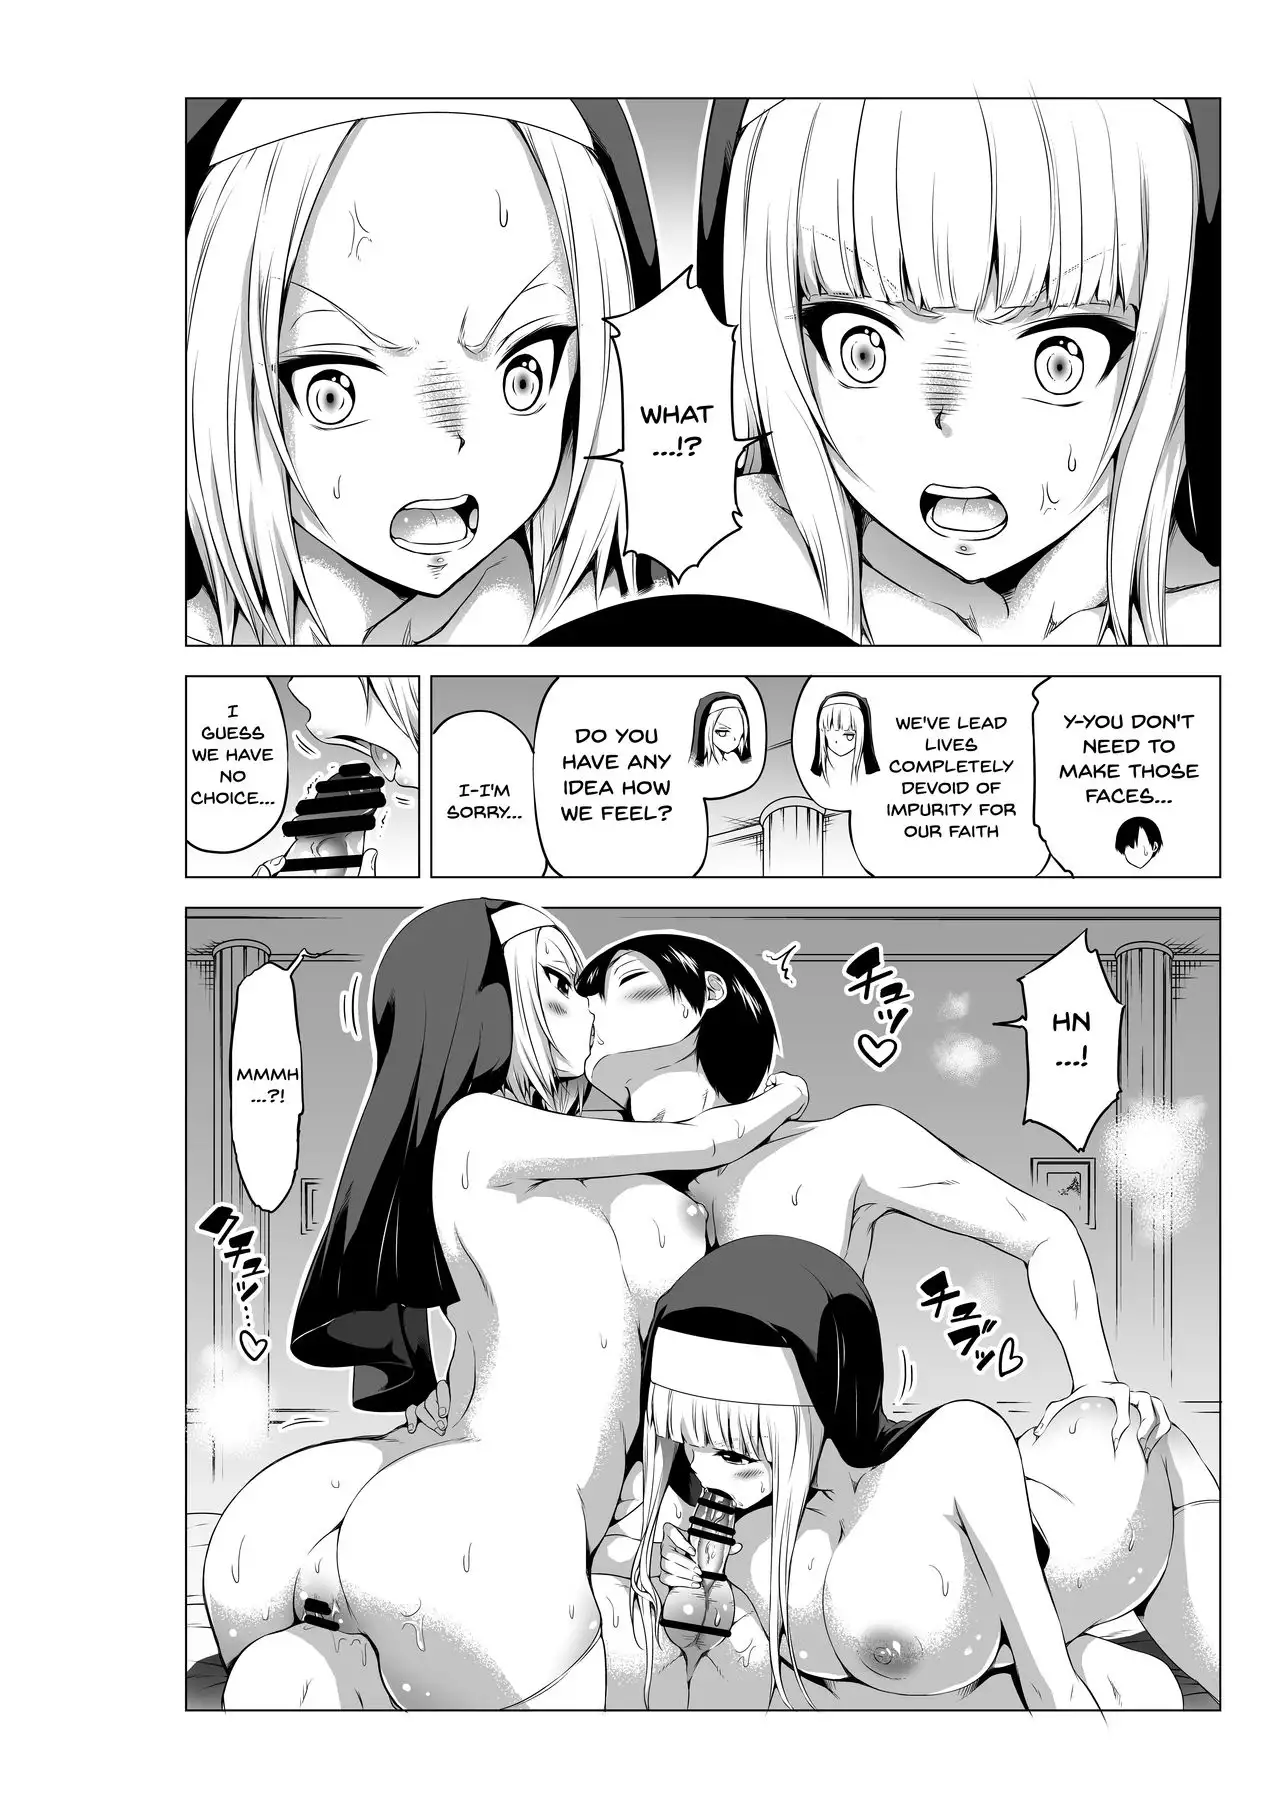 WHAT
...!?
Y-YOU DON'T
NEED TO
MAKE THOSE
FACES...
WE'VE LEAD
LIVES
COMPLETELY
DEVOID OF
IMPURITY FOR
OUR FAITH
DO YOU
HAVE ANY
IDEA HOW
WE FEEL?
I-I'M
SORRY...
I
GUESS
WE HAVE
NO
CHOICE...
HN
...!
チュッ♡
MMMH
...?!
チュブッ♡
クチュッ…♡